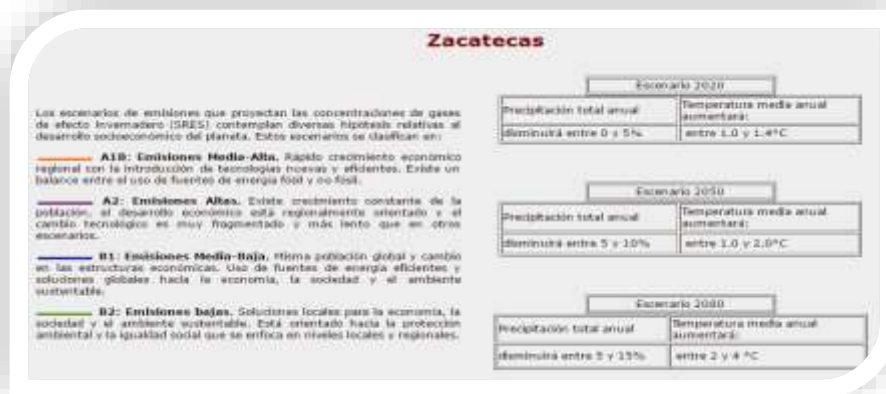 Zacatecas
Los escenarios de emisiones que proyectan las concentraciones de gases
de efecto invernadero (SRES) contemplan diversas hipótesis relativas al
desarrollo socioeconómico del planeta. Estos escenarios se clasifican en:
A1B: Emisiones Media-Alta. Rápido crecimiento económico
regional con la introducción de tecnologías nuevas y eficientes. Existe un
balance entre el uso de fuentes de energía fósil y no fósil.
A2: Emisiones Altas. Existe crecimiento constante de la
población, el desarrollo económico está regionalmente orientado y el
cambio tecnológico es muy fragmentado y más lento que en otros
escenarios.
B1: Emisiones Media-Baja. Misma población global y cambio
en las estructuras económicas. Uso de fuentes de energía eficientes y
soluciones globales hacia la economía, la sociedad y el ambiente
sustentable.
B2: Emisiones bajas. Soluciones locales para la economía, la
sociedad y el ambiente sustentable. Está orientado hacia la protección
ambiental y la igualdad social que se enfoca en niveles locales y regionales.
Escenario 2020
Precipitación total anual
Temperatura media anual
aumentará:
disminuirá entre 0 y 5%
entre 1.0 y 1.4°C
Escenario 2050
Precipitación total anual
Temperatura media anual
aumentará:
disminuirá entre 5 y 10%
entre 1.0 y 2.0°C
Escenario 2080
Precipitación total anual
Temperatura media anual
aumentará:
disminuirá entre 5 y 15%
entre 2 y 4 °C